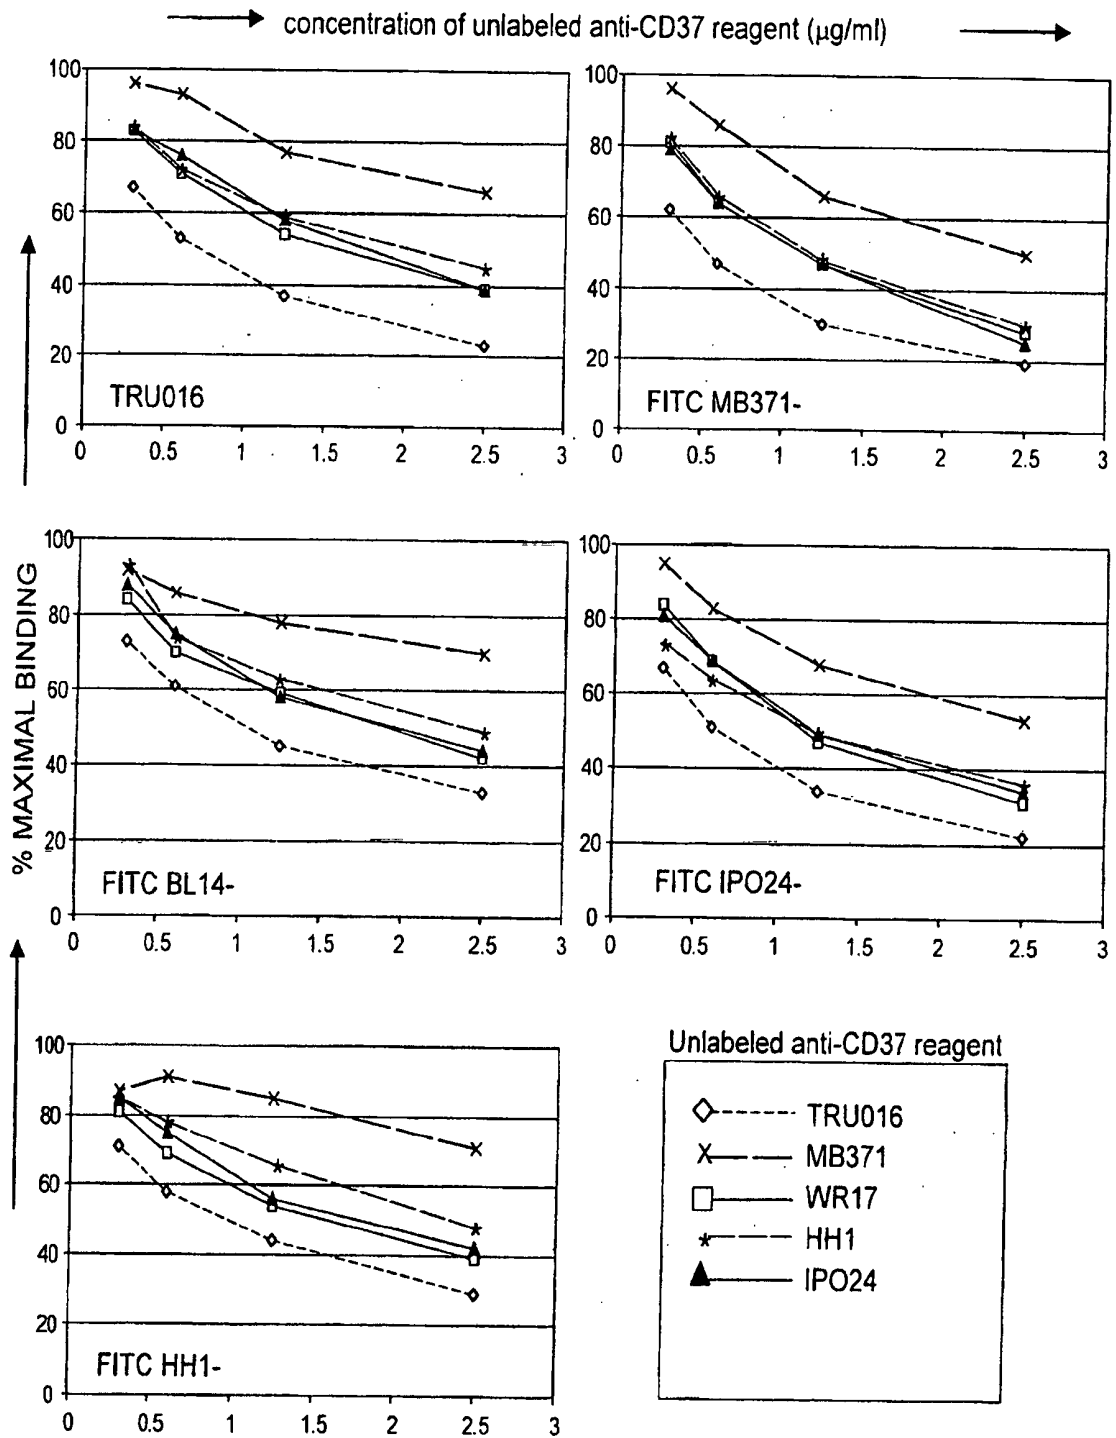 concentration of unlabeled anti-CD37 reagent (µg/ml)
% MAXIMAL BINDING
100
80
60
40
20
0
0 0.5 1 1.5 2 2.5 3
TRU016
100
80
60
40
20
0
0 0.5 1 1.5 2 2.5 3
FITC MB371-
100
80
60
40
20
0
0 0.5 1 1.5 2 2.5 3
FITC BL14-
100
80
60
40
20
0
0 0.5 1 1.5 2 2.5 3
FITC IPO24-
100
80
60
40
20
0
0 0.5 1 1.5 2 2.5 3
FITC HH1-
Unlabeled anti-CD37 reagent
TRU016
MB371
WR17
HH1
IPO24